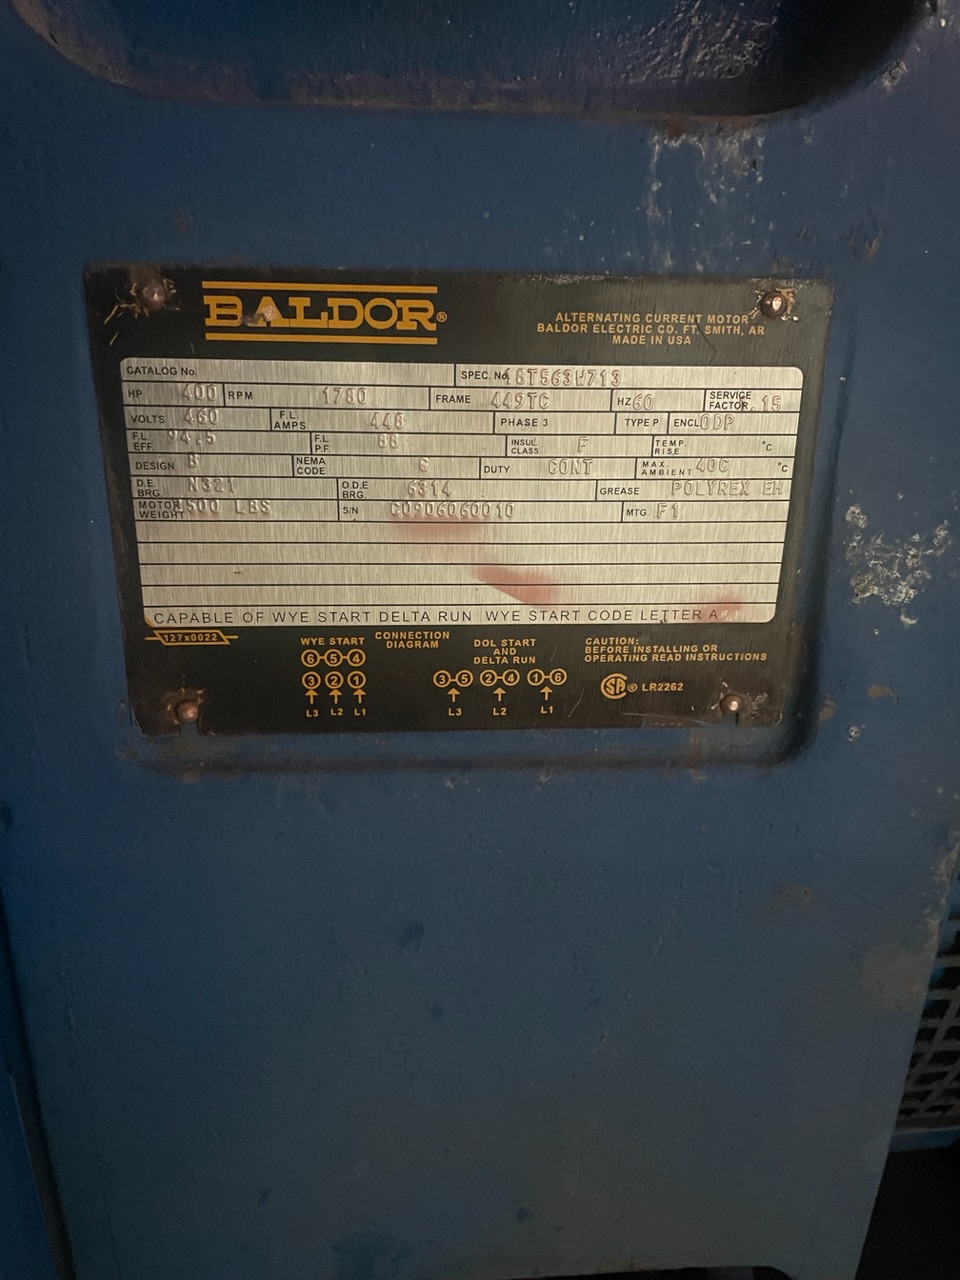 BALDOR®
ALTERNATING CURRENT MOTOR
BALDOR ELECTRIC CO. FT. SMITH, AR
MADE IN USA
CATALOG No. SPEC. No. 18T563W713
HP 400 RPM 1780 FRAME 449TC HZ 60 SERVICE FACTOR .15
VOLTS 460 F.L. AMPS 448 PHASE 3 TYPE P ENCL ODP
F.L. EFF. 94.5 F.L. P.F. 88 INSUL. CLASS F TEMP. RISE °C
DESIGN B NEMA CODE G DUTY CONT MAX. AMBIENT 40C °C
D.E. BRG. N321 O.D.E BRG. 6314 GREASE POLYREX EM
MOTOR WEIGHT 500 LBS S/N C0906060010 MTG F1
CAPABLE OF WYE START DELTA RUN WYE START CODE LETTER A
127x0022
WYE START CONNECTION DIAGRAM DOL START AND DELTA RUN
CAUTION:
BEFORE INSTALLING OR
OPERATING READ INSTRUCTIONS
6-5-4
3 2 1 3-5 2-4 1-6
L3 L2 L1 L3 L2 L1
SA® LR2262